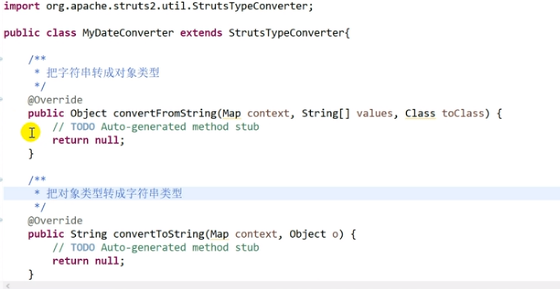 import org.apache.struts2.util.StrutsTypeConverter;
public class MyDateConverter extends StrutsTypeConverter{
/**
* 把字符串转成对象类型
*/
@Override
public Object convertFromString(Map context, String[] values, Class toClass) {
// TODO Auto-generated method stub
return null;
}
/**
* 把对象类型转成字符串类型
*/
@Override
public String convertToString(Map context, Object o) {
// TODO Auto-generated method stub
return null;
}